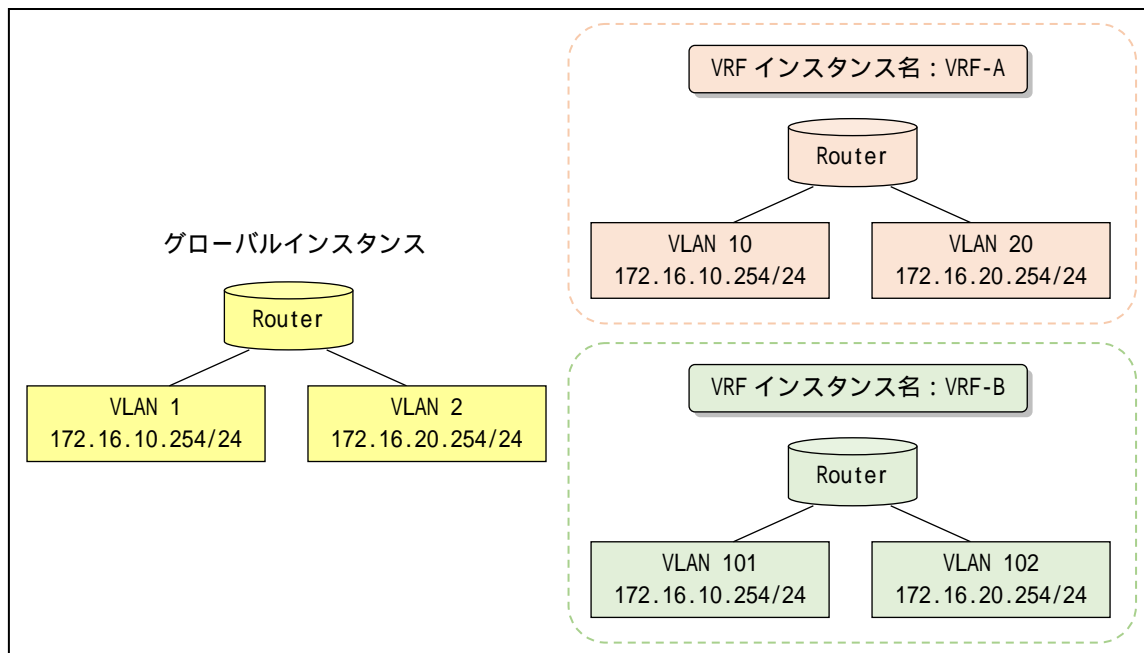 グローバルインスタンス
Router
VLAN 1
172.16.10.254/24
VLAN 2
172.16.20.254/24
VRF インスタンス名：VRF-A
Router
VLAN 10
172.16.10.254/24
VLAN 20
172.16.20.254/24
VRF インスタンス名：VRF-B
Router
VLAN 101
172.16.10.254/24
VLAN 102
172.16.20.254/24